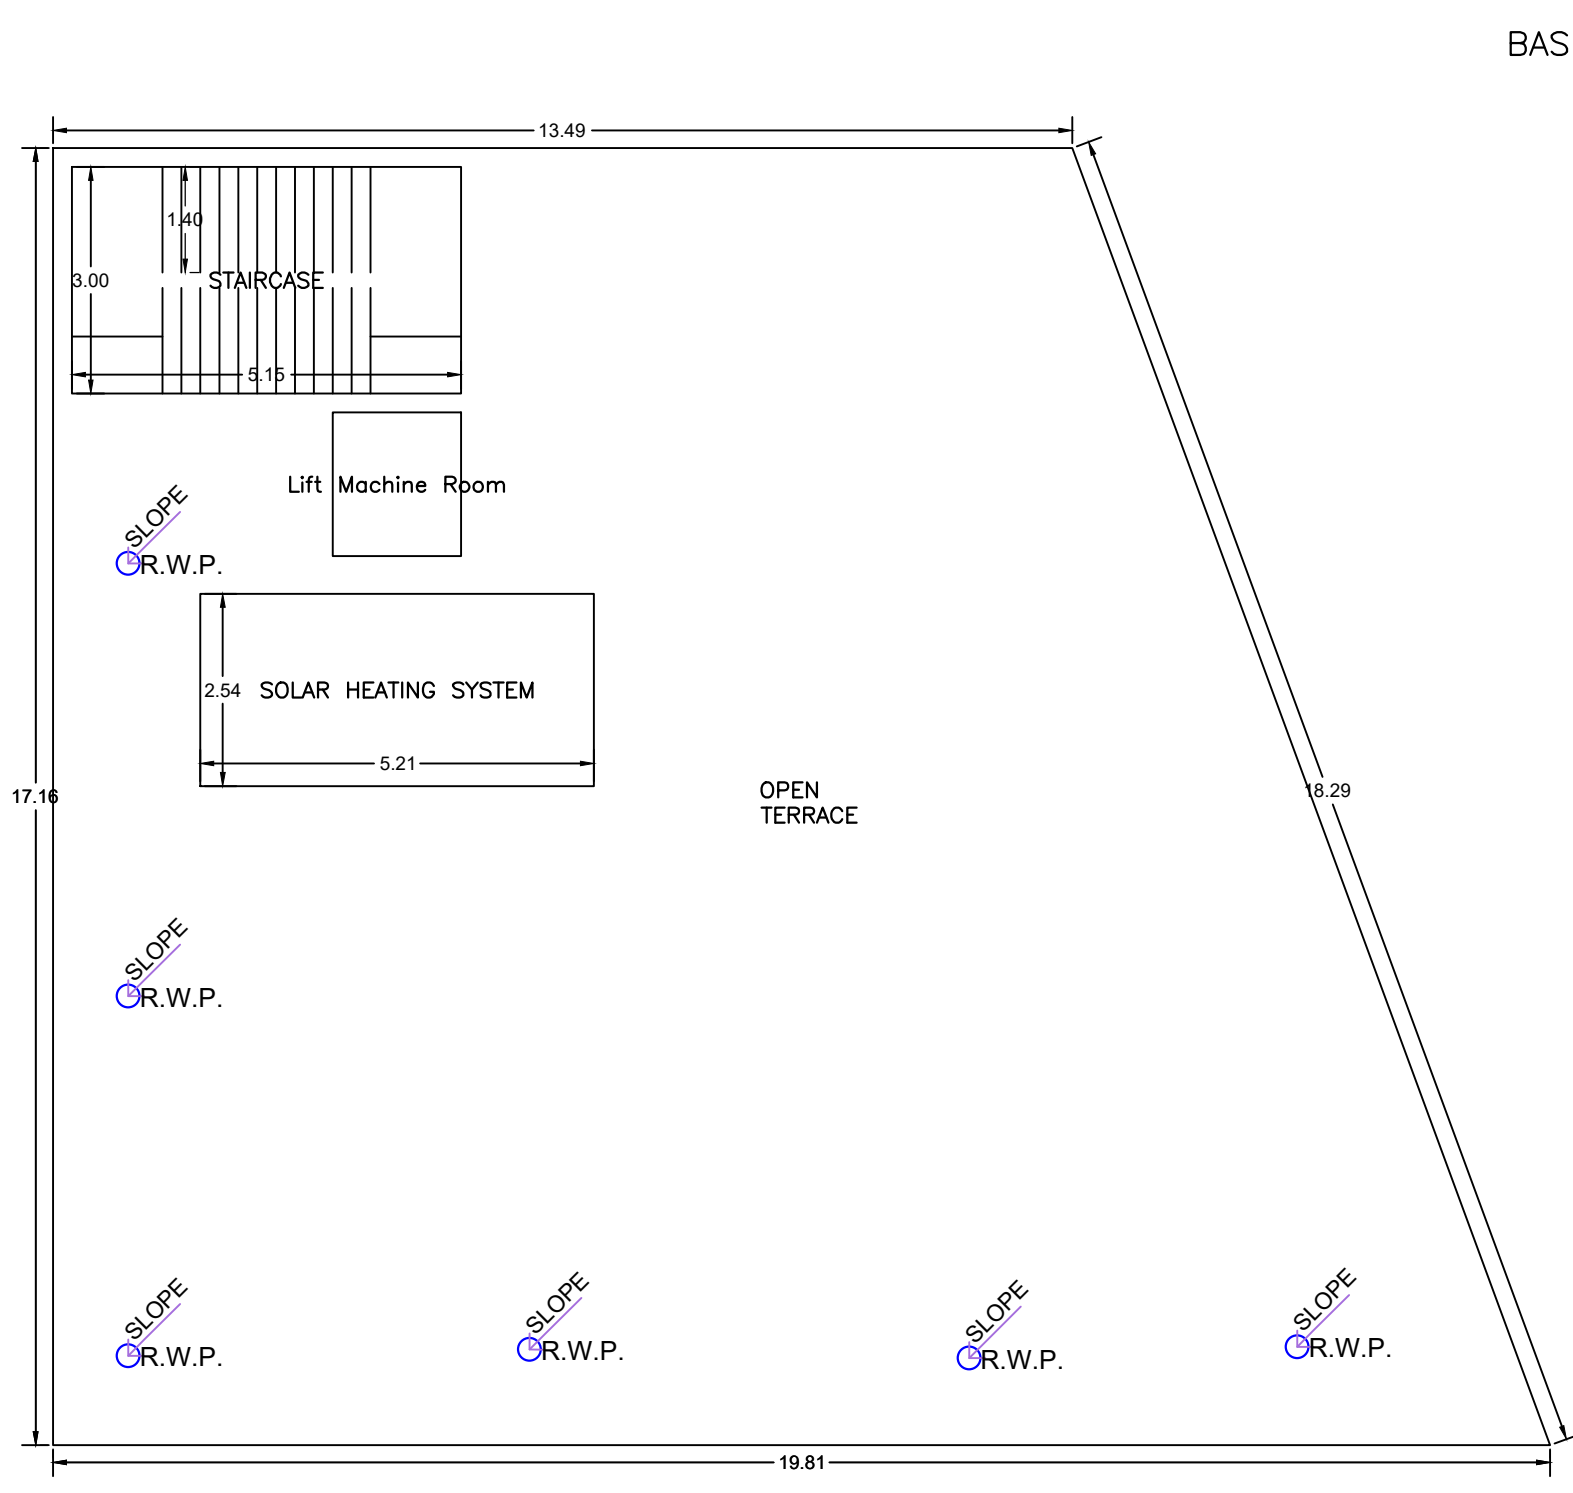 BAS
13.49
1.40
STAIRCASE
3.00
5.15
Lift Machine Room
SLOPE
R.W.P.
2.54
SOLAR HEATING SYSTEM
5.21
OPEN
TERRACE
17.16
18.29
SLOPE
R.W.P.
SLOPE
R.W.P.
SLOPE
R.W.P.
SLOPE
R.W.P.
SLOPE
R.W.P.
19.81